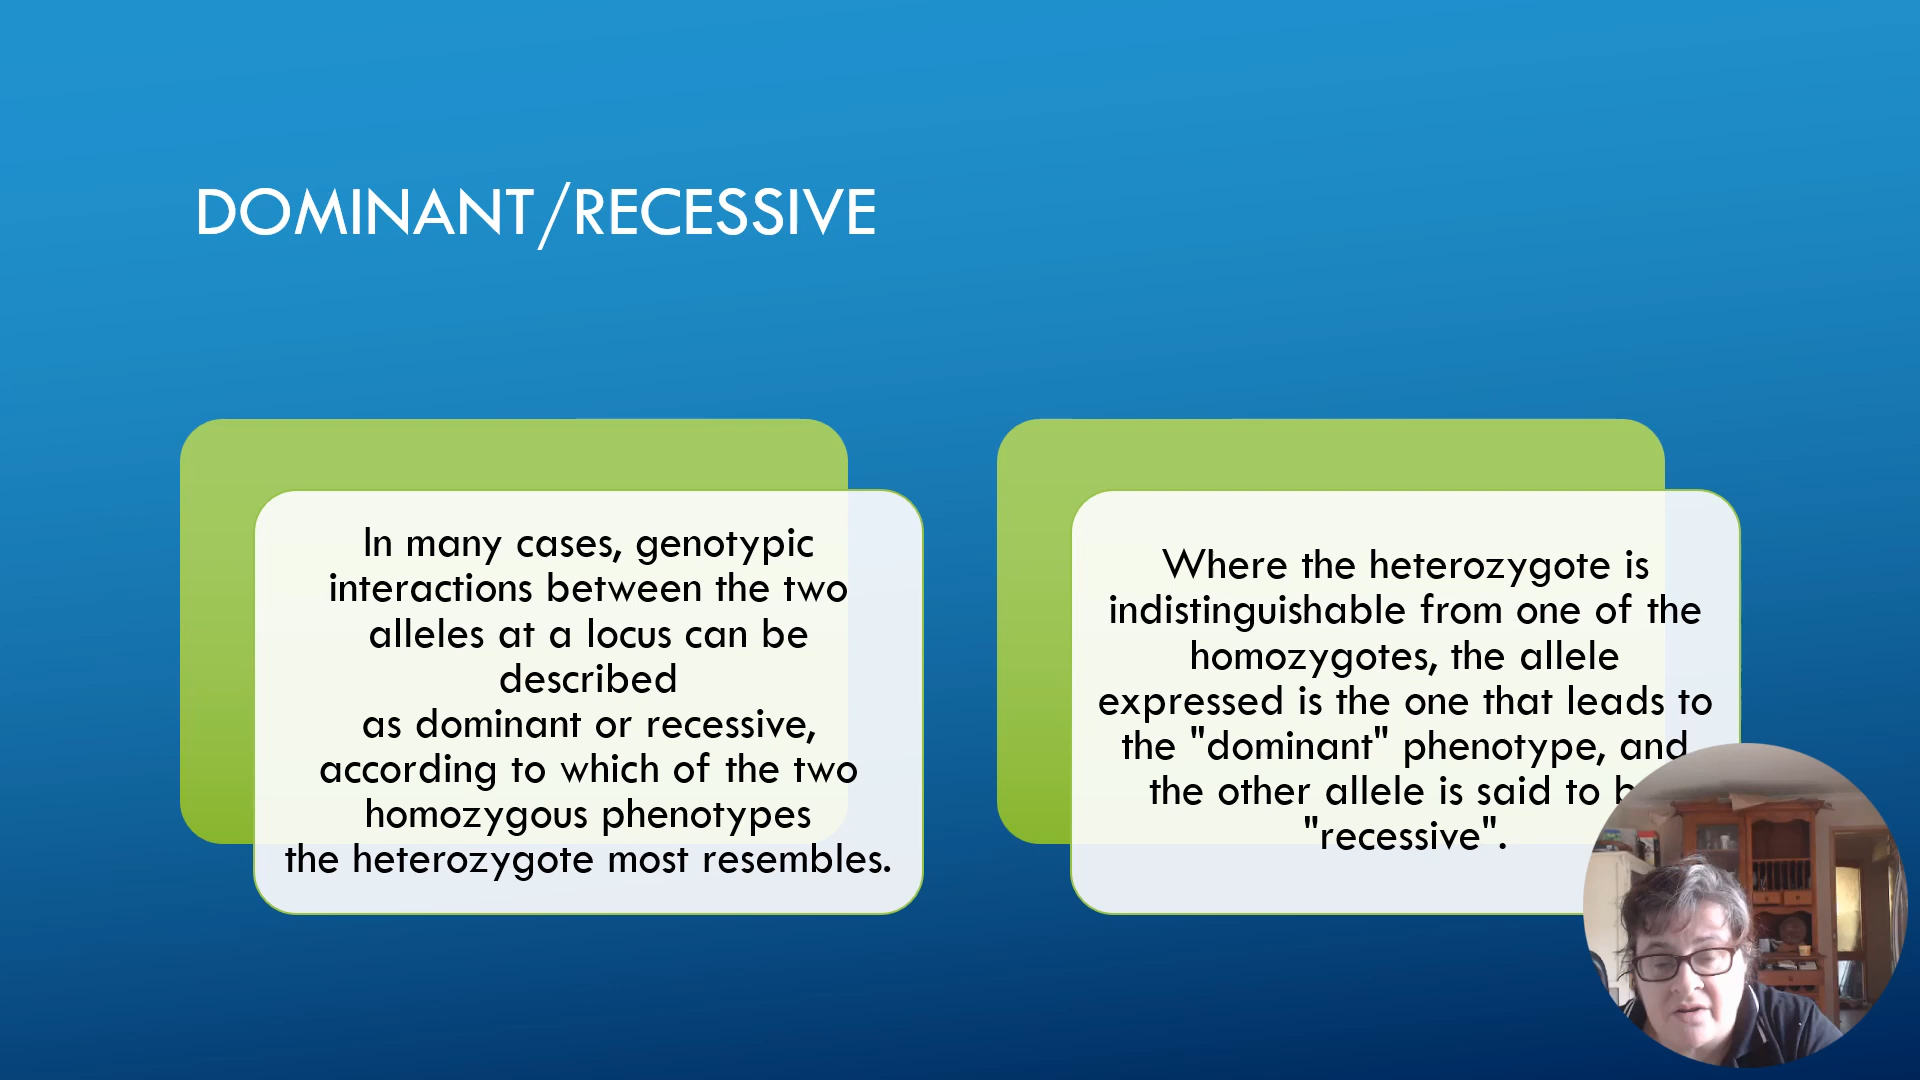 DOMINANT/RECESSIVE
In many cases, genotypic
interactions between the two
alleles at a locus can be
described
as dominant or recessive,
according to which of the two
homozygous phenotypes
the heterozygote most resembles.
Where the heterozygote is
indistinguishable from one of the
homozygotes, the allele
expressed is the one that leads to
the "dominant" phenotype, and
the other allele is said to
"recessive".